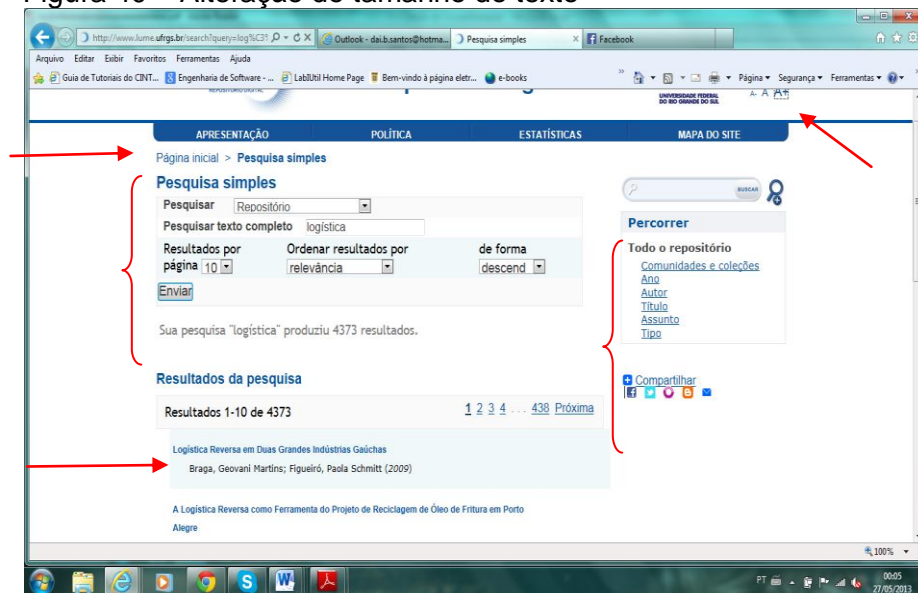 Alteração do tamanho do texto
http://www.lume.ufrgs.br/search?query=log%C3
Outlook - dai.b.santos@hotma...
Pesquisa simples
Facebook
Arquivo Editar Exibir Favoritos Ferramentas Ajuda
Guia de Tutoriais do CINT...
Engenharia de Software - ...
LabIUtil Home Page
Bem-vindo à página eletr...
e-books
Página
Segurança
Ferramentas
UNIVERSIDADE FEDERAL
DO RIO GRANDE DO SUL
A- A A+
APRESENTAÇÃO POLÍTICA ESTATÍSTICAS MAPA DO SITE
Página inicial > Pesquisa simples
Pesquisa simples
Pesquisar Repositório
Pesquisar texto completo logística
Resultados por Ordenar resultados por de forma
página 10 relevância descend
Enviar
Sua pesquisa "logística" produziu 4373 resultados.
BUSCAR
Percorrer
Todo o repositório
Comunidades e coleções
Ano
Autor
Título
Assunto
Tipo
Compartilhar
Resultados da pesquisa
Resultados 1-10 de 4373 1 2 3 4 . . . 438 Próxima
Logística Reversa em Duas Grandes Indústrias Gaúchas
Braga, Geovani Martins; Figueiró, Paola Schmitt (2009)
A Logística Reversa como Ferramenta do Projeto de Reciclagem de Óleo de Fritura em Porto
Alegre
100%
PT
00:05
27/05/2013